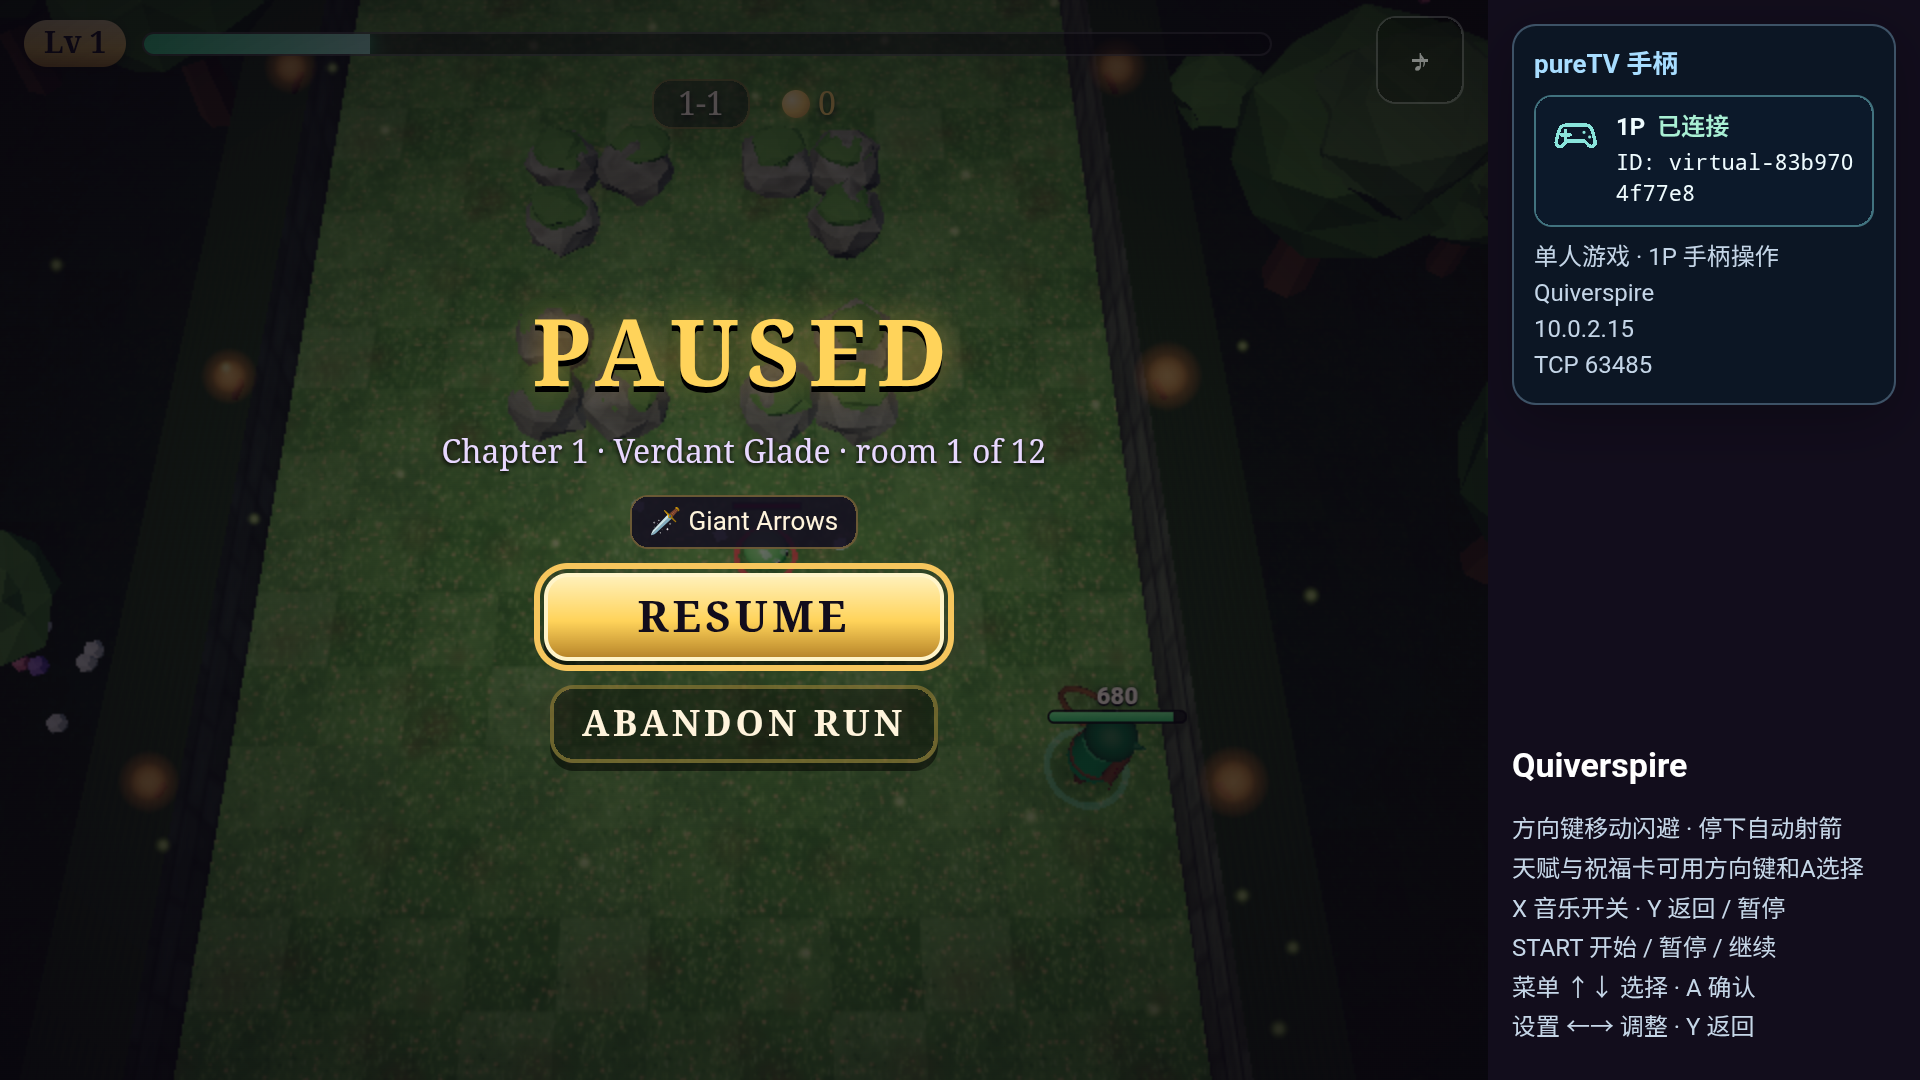 Lv 1
1-1
0
PAUSED
Chapter 1 · Verdant Glade · room 1 of 12
Giant Arrows
RESUME
ABANDON RUN
680
pureTV 手柄
1P 已连接
ID: virtual-83b970
4f77e8
单人游戏 · 1P 手柄操作
Quiverspire
10.0.2.15
TCP 63485
Quiverspire
方向键移动闪避 · 停下自动射箭
天赋与祝福卡可用方向键和A选择
X 音乐开关 · Y 返回 / 暂停
START 开始 / 暂停 / 继续
菜单 ↑↓ 选择 · A 确认
设置 ←→ 调整 · Y 返回